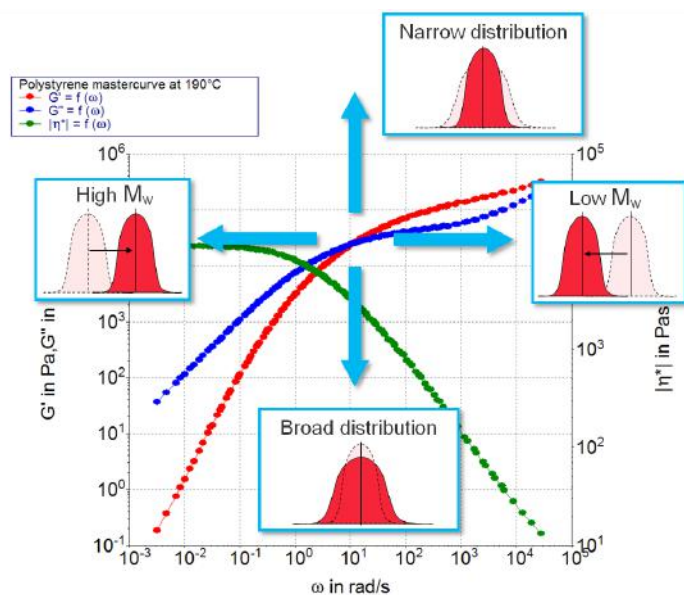 Narrow distribution
Polystyrene mastercurve at 190°C
G' = f (ω)
G'' = f (ω)
|η*| = f (ω)
10⁶
10⁵
High Mw
Low Mw
G' in Pa,G'' in
|η*| in Pas
10³
10³
10²
10¹
10²
Broad distribution
10⁰
10⁻¹
10¹
10⁻³
10⁻²
10⁻¹
10⁰
10¹
10²
10³
10⁴
10⁵
ω in rad/s